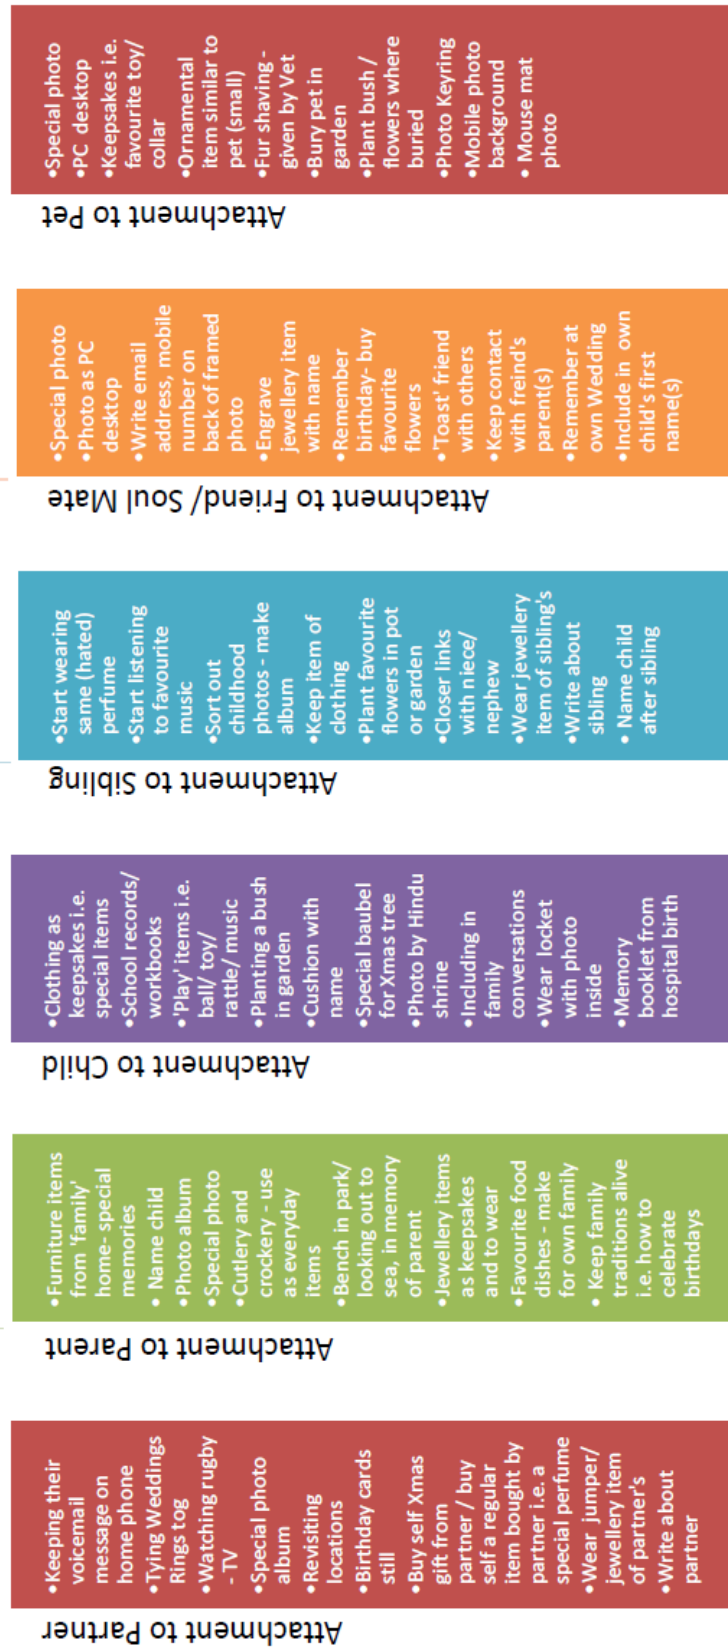 Attachment to Partner
•Keeping their
voicemail
message on
home phone
•Tying Weddings
Rings tog
•Watching rugby
- TV
•Special photo
album
•Revisiting
locations
•Birthday cards
still
•Buy self Xmas
gift from
partner / buy
self a regular
item bought by
partner i.e. a
special perfume
•Wear jumper/
jewellery item
of partner's
•Write about
partner
Attachment to Parent
•Furniture items
from 'family'
home- special
memories
• Name child
•Photo album
•Special photo
•Cutlery and
crockery - use
as everyday
items
•Bench in park/
looking out to
sea, in memory
of parent
•Jewellery items
as keepsakes
and to wear
•Favourite food
dishes - make
for own family
• Keep family
traditions alive
i.e. how to
celebrate
birthdays
Attachment to Child
•Clothing as
keepsakes i.e.
special items
•School records/
workbooks
•'Play' items i.e.
ball/ toy/
rattle/ music
•Planting a bush
in garden
•Cushion with
name
•Special baubel
for Xmas tree
•Photo by Hindu
shrine
•Including in
family
conversations
•Wear locket
with photo
inside
•Memory
booklet from
hospital birth
Attachment to Sibling
•Start wearing
same (hated)
perfume
•Start listening
to favourite
music
•Sort out
childhood
photos - make
album
•Keep item of
clothing
•Plant favourite
flowers in pot
or garden
•Closer links
with niece/
nephew
•Wear jewellery
item of sibling's
•Write about
sibling
• Name child
after sibling
Attachment to Friend/ Soul Mate
•Special photo
•Photo as PC
desktop
•Write email
address, mobile
number on
back of framed
photo
•Engrave
jewellery item
with name
•Remember
birthday- buy
favourite
flowers
•'Toast' friend
with others
•Keep contact
with freind's
parent(s)
•Remember at
own Wedding
•Include in own
child's first
name(s)
Attachment to Pet
•Special photo
•PC desktop
•Keepsakes i.e.
favourite toy/
collar
•Ornamental
item similar to
pet (small)
•Fur shaving -
given by Vet
•Bury pet in
garden
•Plant bush /
flowers where
buried
•Photo Keyring
•Mobile photo
background
• Mouse mat
photo